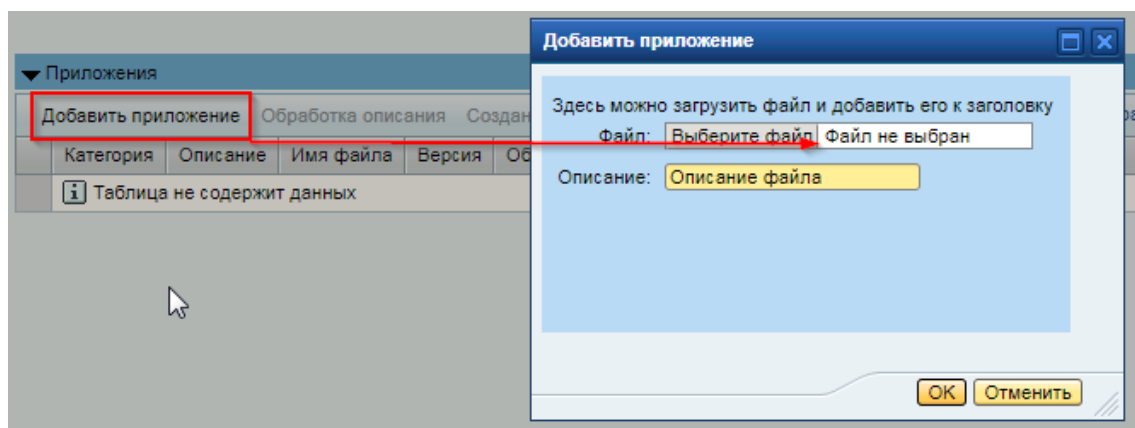 Добавить приложение
Приложения
Добавить приложение Обработка описания Создан
Здесь можно загрузить файл и добавить его к заголовку
Файл: Выберите файл Файл не выбран
Категория Описание Имя файла Версия Об
Описание: Описание файла
Таблица не содержит данных
OK Отменить